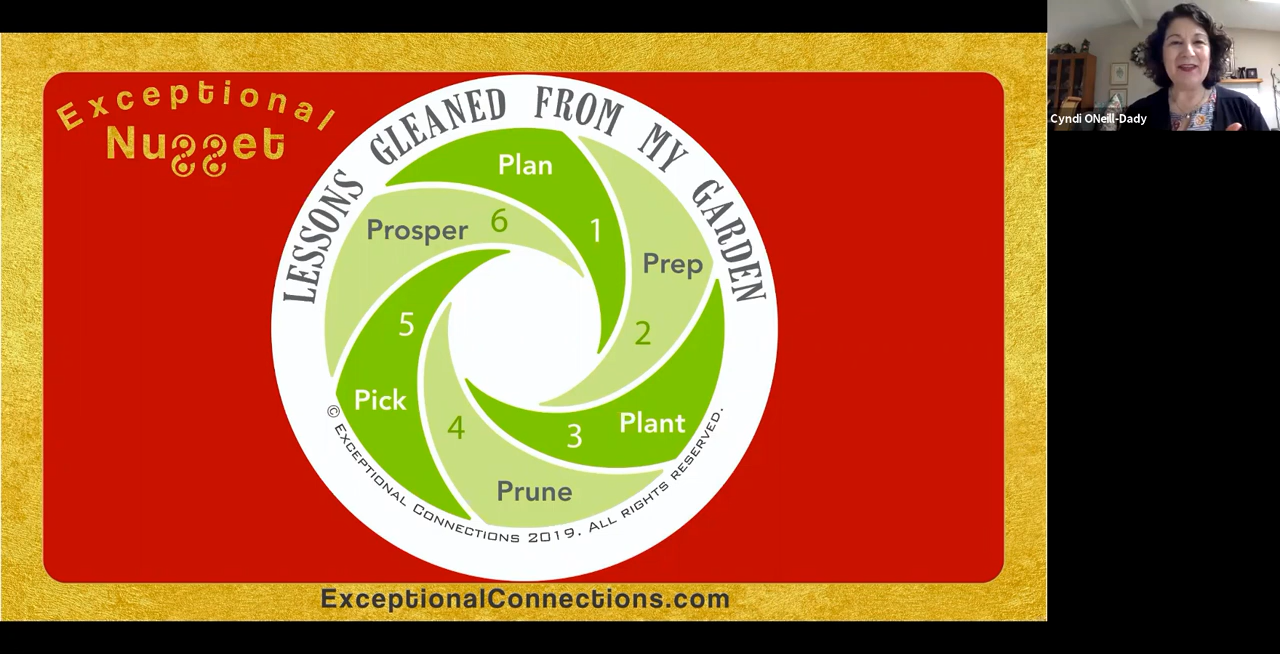 Exceptional
Nugget
LESSONS GLEANED FROM MY GARDEN
Plan
1
Prep
2
Plant
3
Prune
4
Pick
5
Prosper
6
© EXCEPTIONAL CONNECTIONS 2019. ALL RIGHTS RESERVED.
ExceptionalConnections.com
Cyndi ONeill-Dady